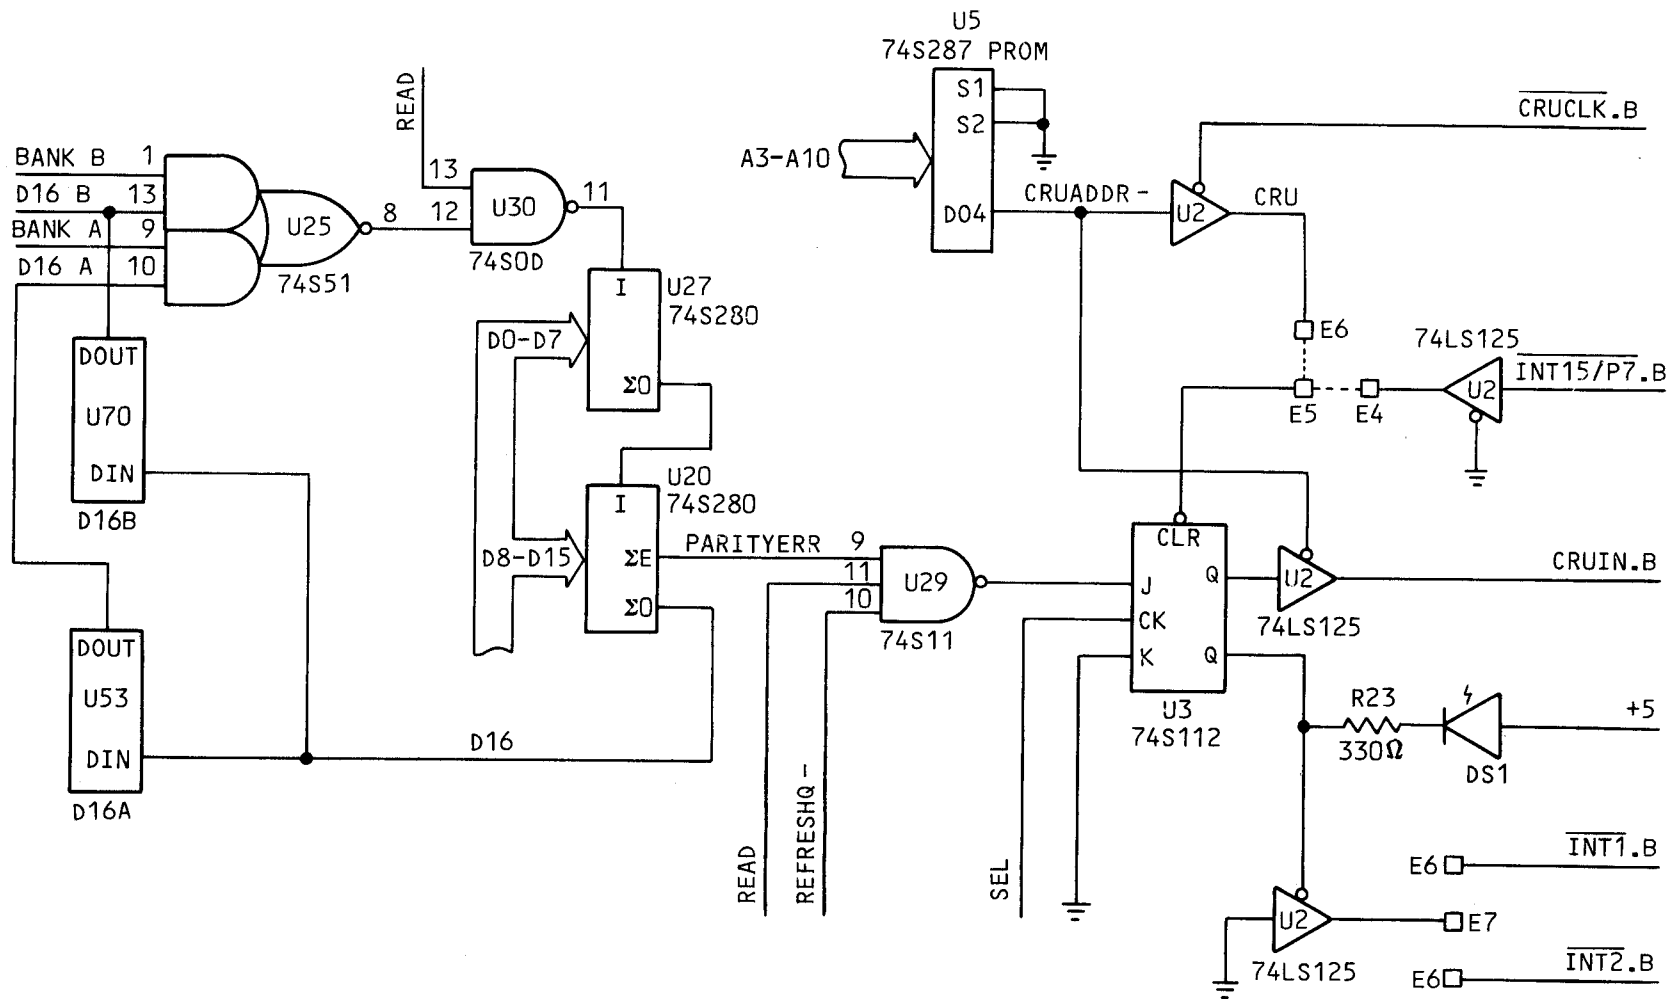 U5
74S287 PROM
S1
S2
DO4
A3-A10
CRUADDR-
U2
CRU
CRUCLK.B
READ
BANK B 1
D16 B 13
BANK A 9
D16 A 10
U25
74S51
8
13
12
U30
11
74S0D
I
U27
74S280
D0-D7
ΣO
DOUT
U70
DIN
D16B
E6
74LS125
U2
INT15/P7.B
E5
E4
I
U20
74S280
D8-D15
ΣE
ΣO
PARITYERR
9
11
10
U29
74S11
CLR
J
CK
K
Q
Q
U3
74S112
U2
74LS125
CRUIN.B
DOUT
U53
DIN
D16A
D16
READ
REFRESHQ-
SEL
R23
330Ω
DS1
+5
E6
INT1.B
U2
74LS125
E7
E6
INT2.B